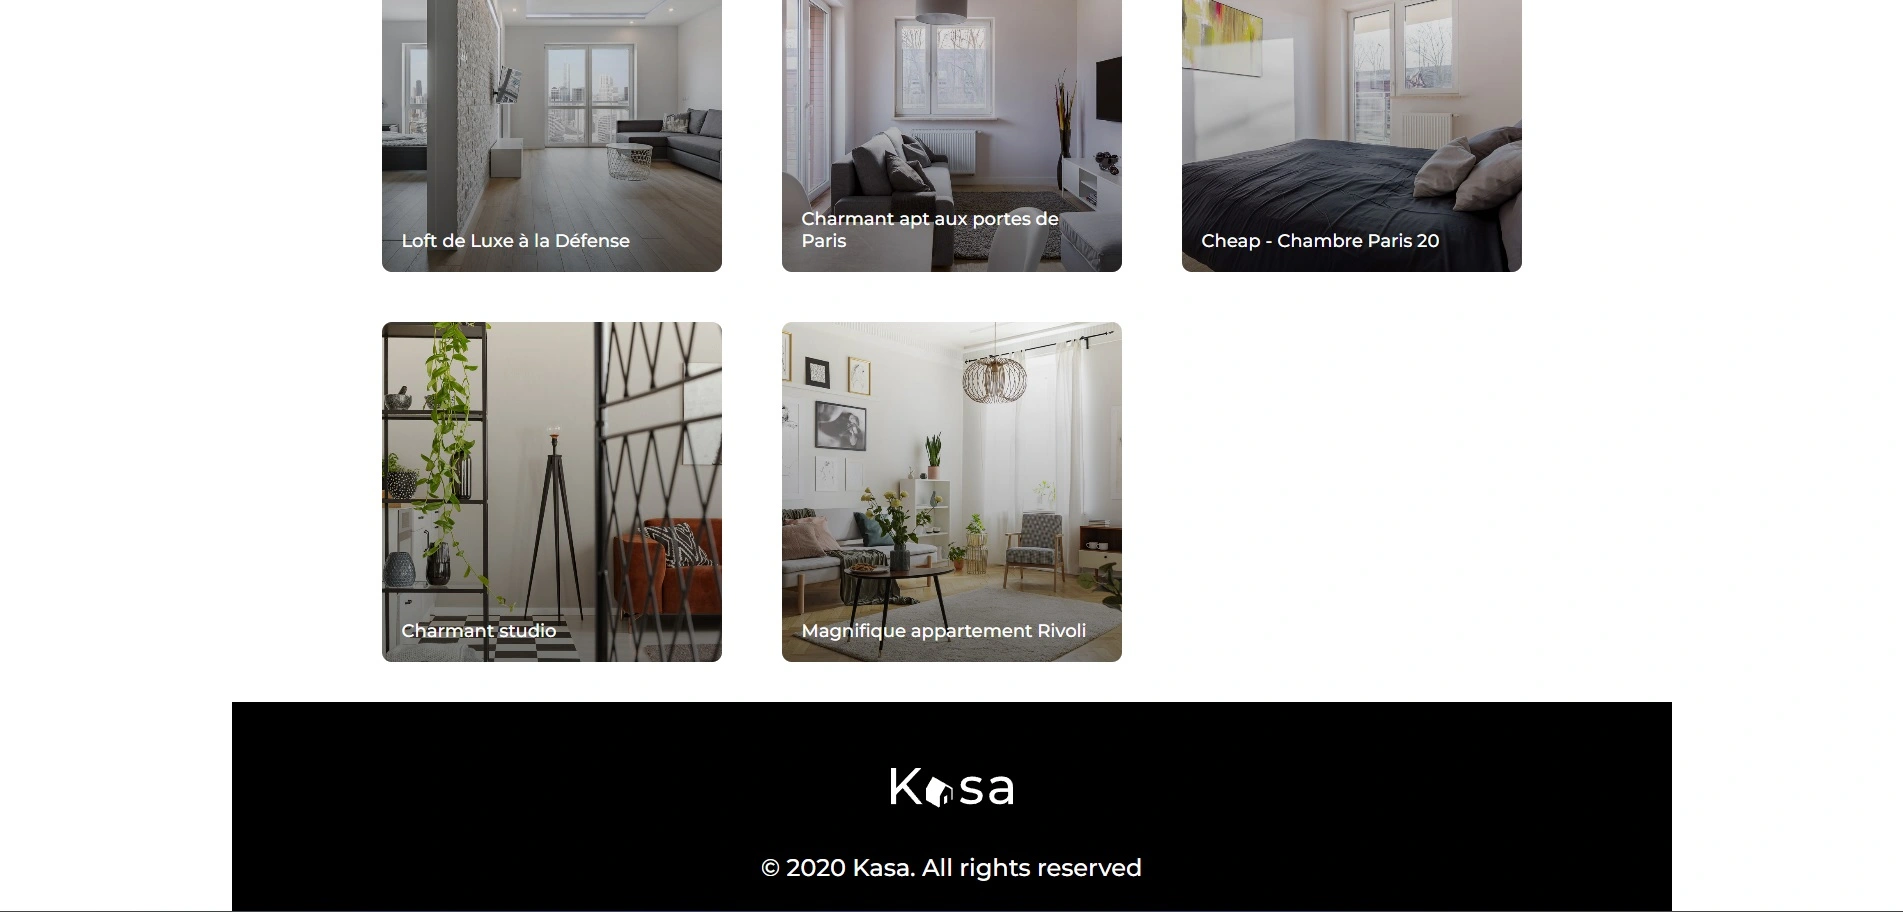 Loft de Luxe à la Défense
Charmant apt aux portes de
Paris
Cheap - Chambre Paris 20
Charmant studio
Magnifique appartement Rivoli
Kasa
© 2020 Kasa. All rights reserved